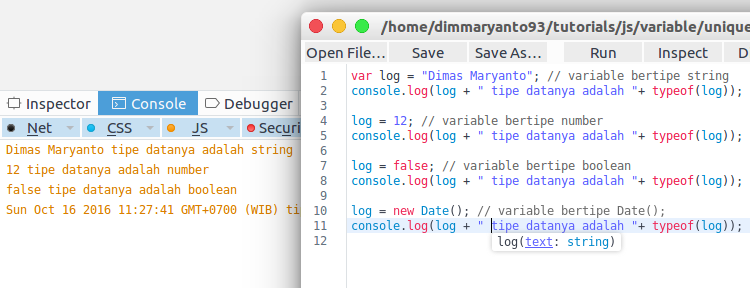 /home/dimmaryanto93/tutorials/js/variable/unique
Open File... Save Save As... Run Inspect D
1 var log = "Dimas Maryanto"; // variable bertipe string
2 console.log(log + " tipe datanya adalah "+ typeof(log));
3
4 log = 12; // variable bertipe number
5 console.log(log + " tipe datanya adalah "+ typeof(log));
6
7 log = false; // variable bertipe boolean
8 console.log(log + " tipe datanya adalah "+ typeof(log));
9
10 log = new Date(); // variable bertipe Date();
11 console.log(log + " tipe datanya adalah "+ typeof(log));
12
log(text: string)
Inspector Console Debugger
Net CSS JS Securi
Dimas Maryanto tipe datanya adalah string
12 tipe datanya adalah number
false tipe datanya adalah boolean
Sun Oct 16 2016 11:27:41 GMT+0700 (WIB) ti